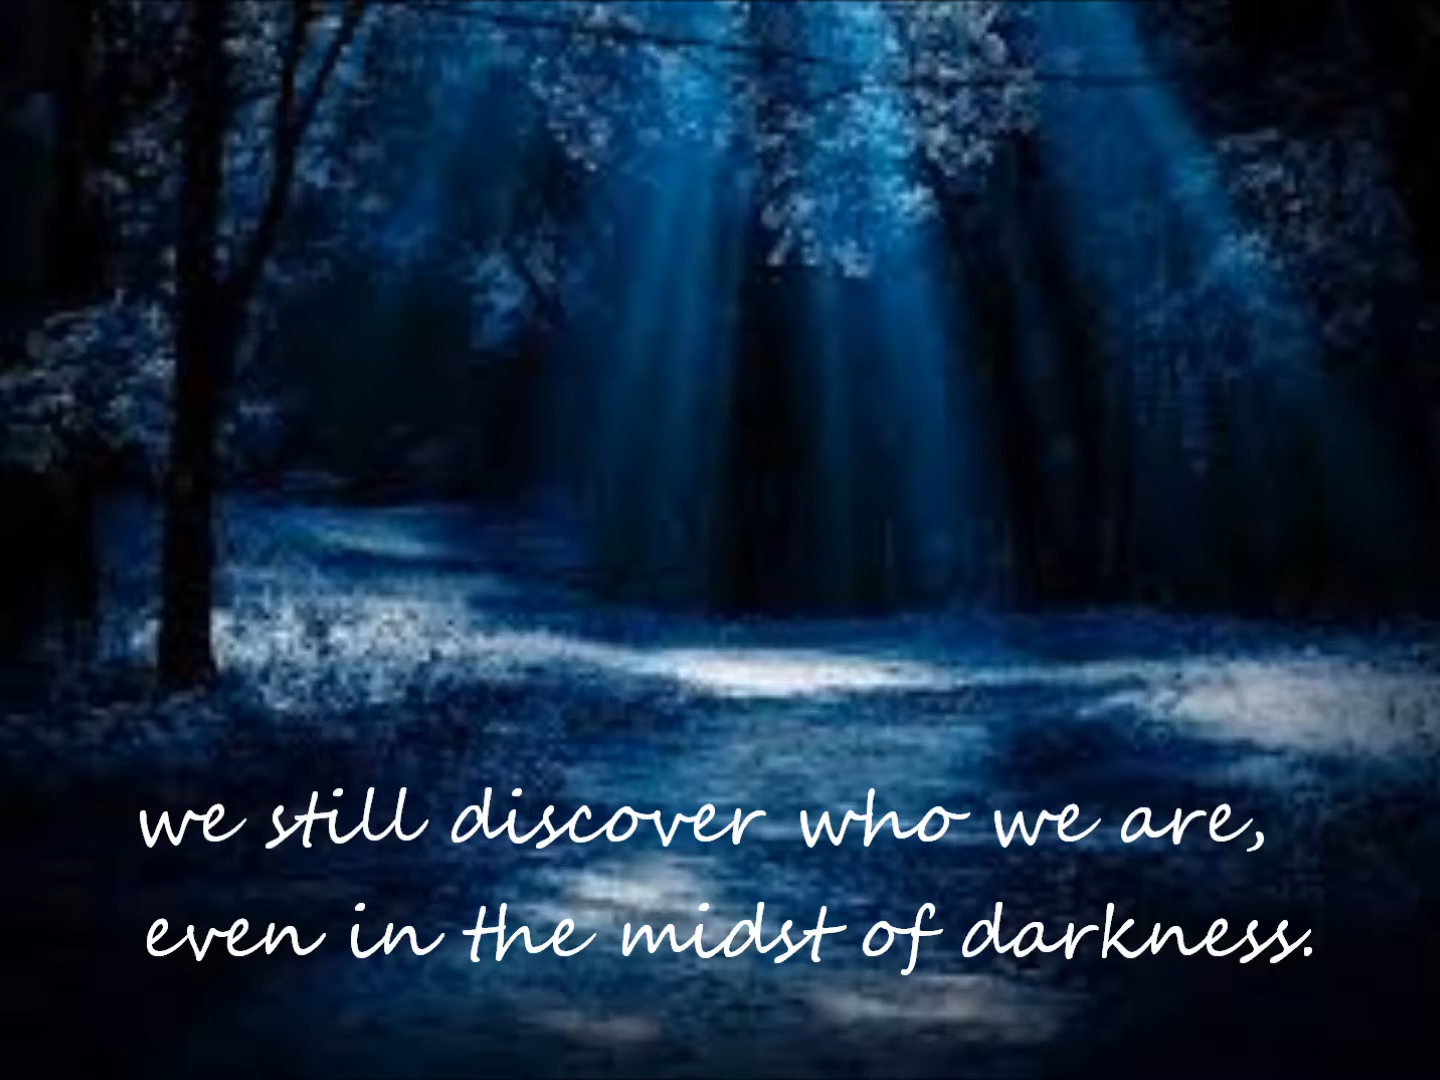 we still discover who we are,
even in the midst of darkness.